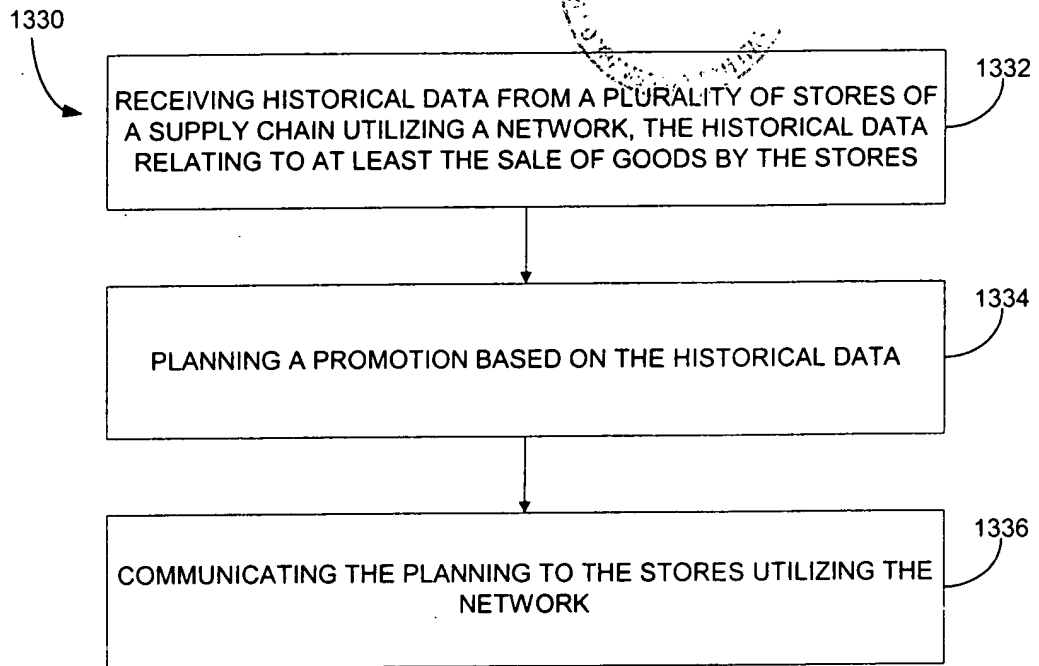 1330
1332
RECEIVING HISTORICAL DATA FROM A PLURALITY OF STORES OF
A SUPPLY CHAIN UTILIZING A NETWORK, THE HISTORICAL DATA
RELATING TO AT LEAST THE SALE OF GOODS BY THE STORES
1334
PLANNING A PROMOTION BASED ON THE HISTORICAL DATA
1336
COMMUNICATING THE PLANNING TO THE STORES UTILIZING THE
NETWORK